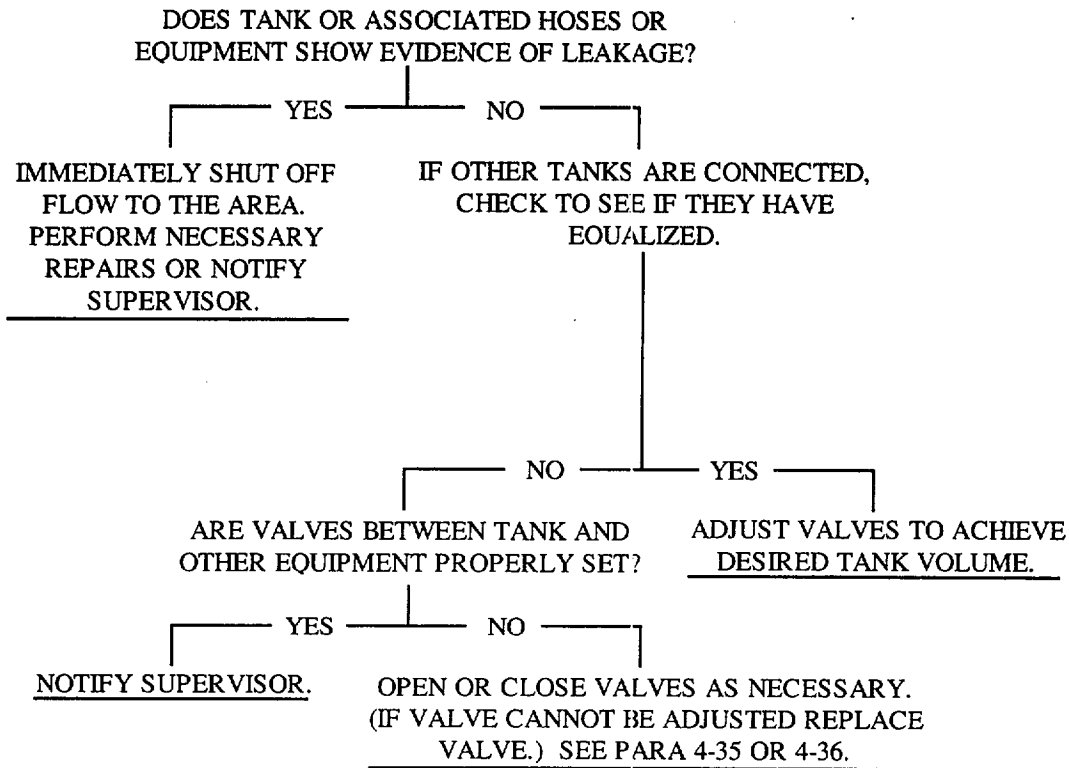 DOES TANK OR ASSOCIATED HOSES OR
EQUIPMENT SHOW EVIDENCE OF LEAKAGE?
YES
NO
IMMEDIATELY SHUT OFF
FLOW TO THE AREA.
PERFORM NECESSARY
REPAIRS OR NOTIFY
SUPERVISOR.
IF OTHER TANKS ARE CONNECTED,
CHECK TO SEE IF THEY HAVE
EQUALIZED.
NO
YES
ARE VALVES BETWEEN TANK AND
OTHER EQUIPMENT PROPERLY SET?
ADJUST VALVES TO ACHIEVE
DESIRED TANK VOLUME.
YES
NO
NOTIFY SUPERVISOR.
OPEN OR CLOSE VALVES AS NECESSARY.
(IF VALVE CANNOT BE ADJUSTED REPLACE
VALVE.) SEE PARA 4-35 OR 4-36.